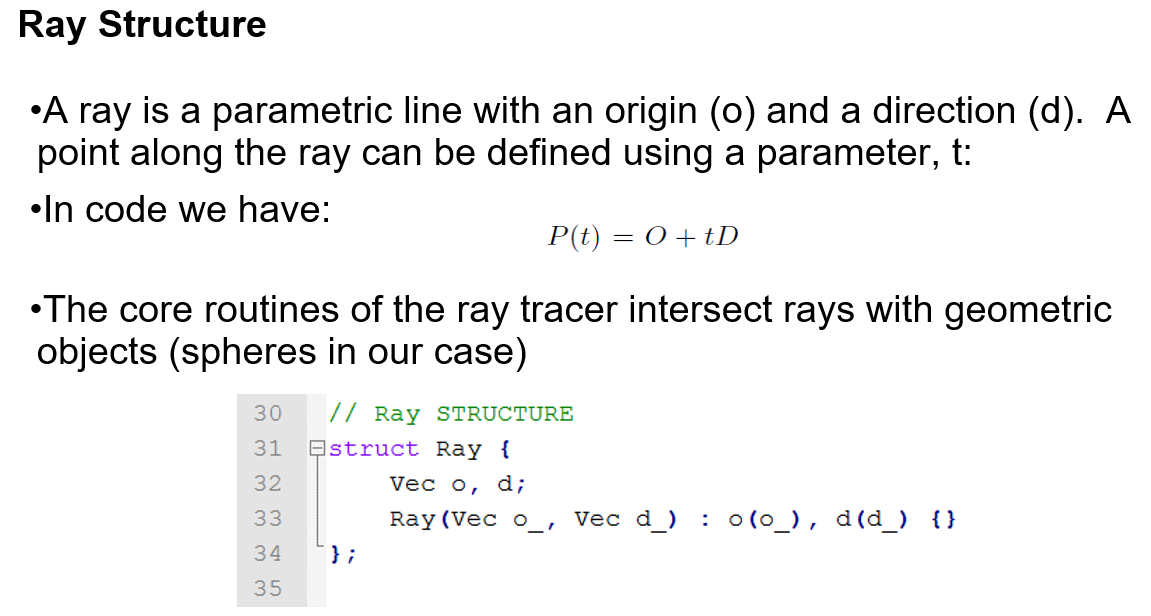 Ray Structure
•A ray is a parametric line with an origin (o) and a direction (d).  A
point along the ray can be defined using a parameter, t:
•In code we have:
P(t) = O + tD
•The core routines of the ray tracer intersect rays with geometric
objects (spheres in our case)
30 // Ray STRUCTURE
31 struct Ray {
32     Vec o, d;
33     Ray(Vec o_, Vec d_) : o(o_), d(d_) {}
34 };
35